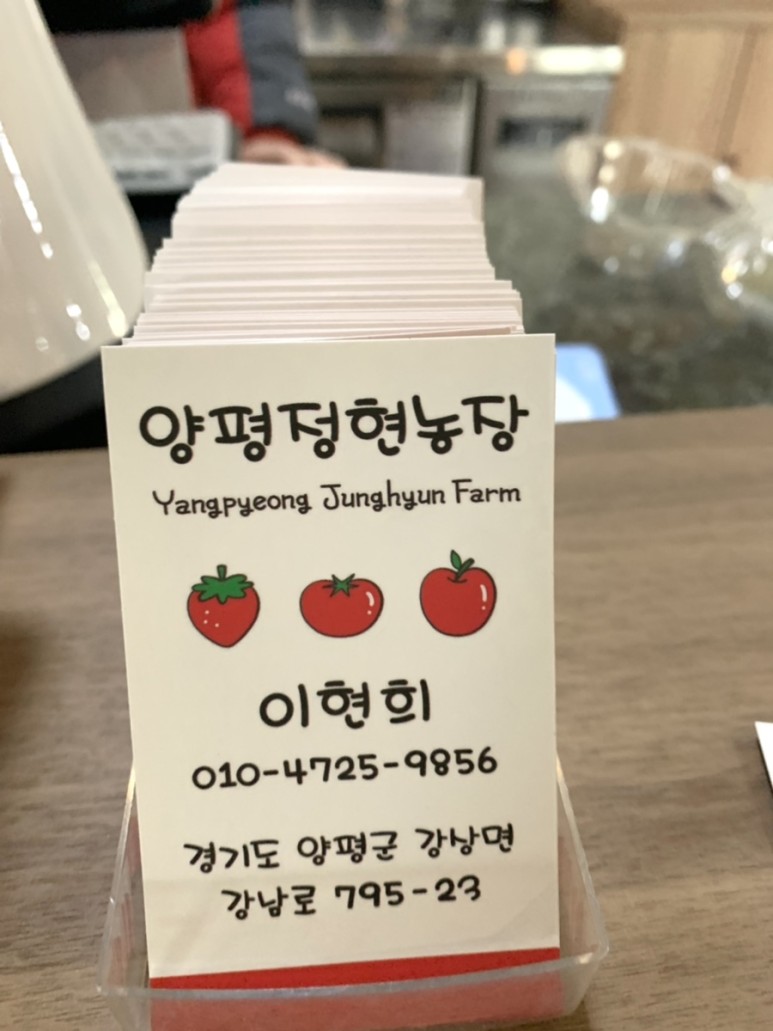 양평정현농장
Yangpyeong Junghyun Farm
이현희
010-4725-9856
경기도 양평군 강상면
강남로 795-23